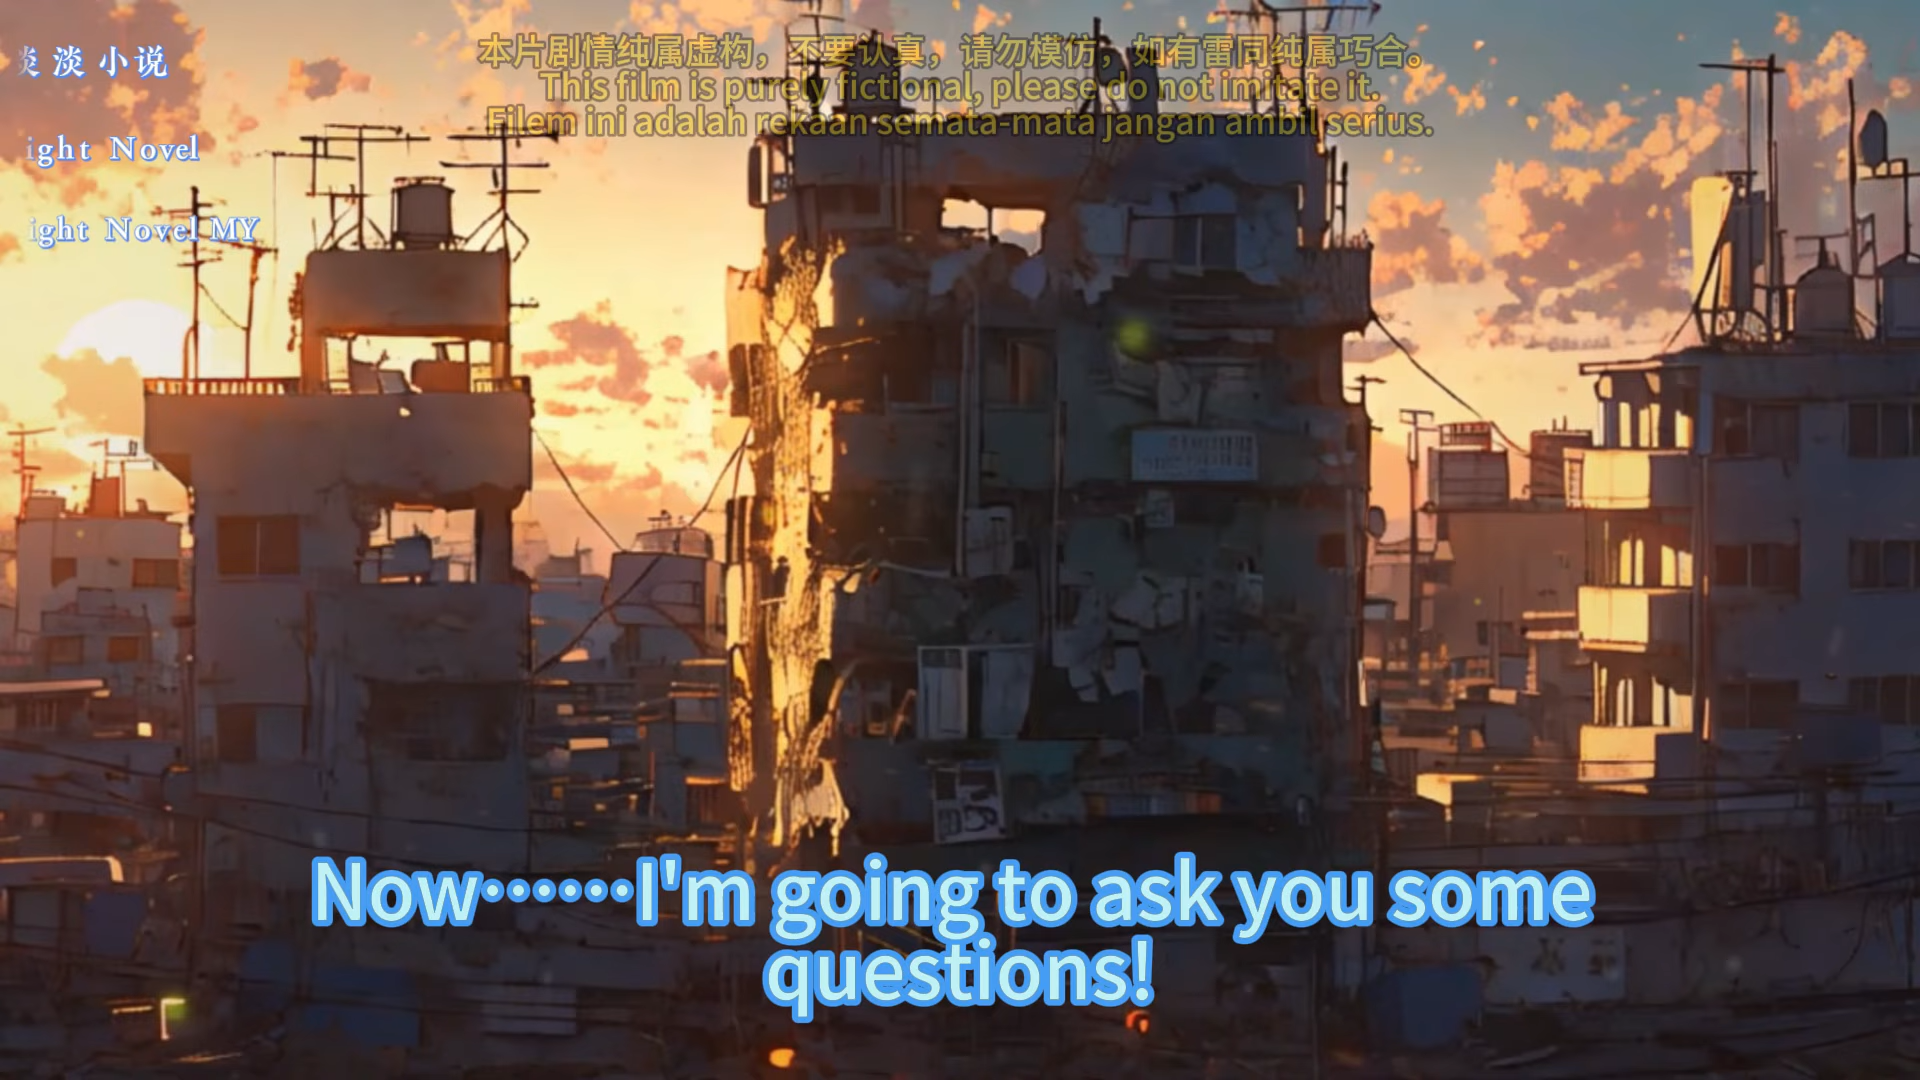 淡 小说
本片剧情纯属虚构，不要认真，请勿模仿，如有雷同纯属巧合。
This film is purely fictional, please do not imitate it.
Filem ini adalah rekaan semata-mata jangan ambil serius.
ight Novel
ight Novel MY
Now⋯⋯I'm going to ask you some
questions!